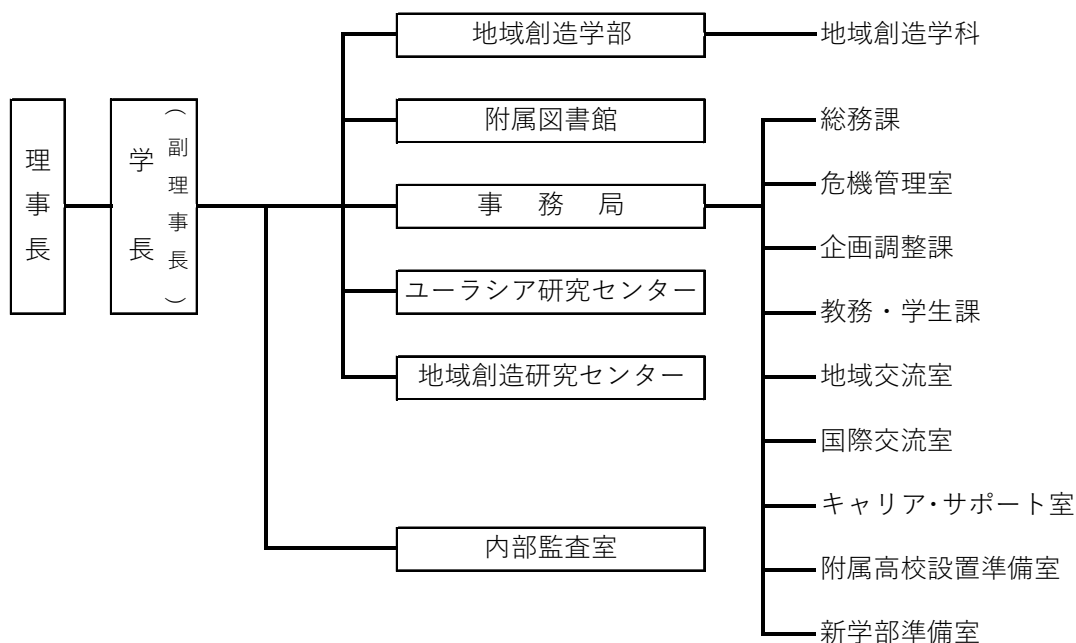 理事長
学長
（副理事長）
地域創造学部
地域創造学科
附属図書館
事務局
総務課
危機管理室
企画調整課
教務・学生課
地域交流室
国際交流室
キャリア・サポート室
附属高校設置準備室
新学部準備室
ユーラシア研究センター
地域創造研究センター
内部監査室